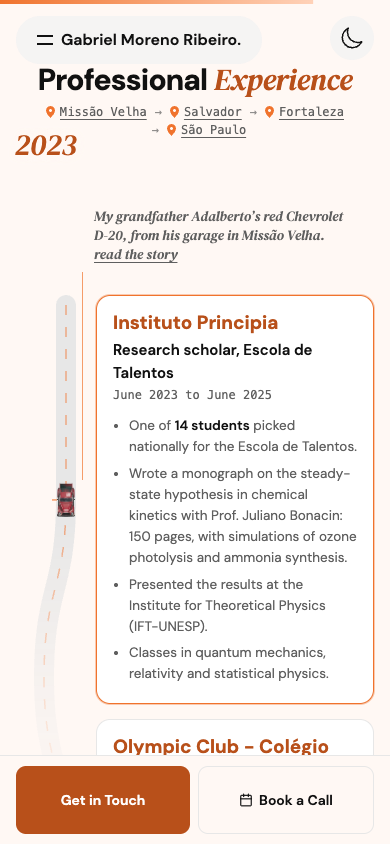 Gabriel Moreno Ribeiro.
Professional Experience
Missão Velha → Salvador → Fortaleza
→ São Paulo
2023
My grandfather Adalberto's red Chevrolet
D-20, from his garage in Missão Velha.
read the story
Instituto Principia
Research scholar, Escola de
Talentos
June 2023 to June 2025
• One of 14 students picked
nationally for the Escola de Talentos.
• Wrote a monograph on the steady-
state hypothesis in chemical
kinetics with Prof. Juliano Bonacin:
150 pages, with simulations of ozone
photolysis and ammonia synthesis.
• Presented the results at the
Institute for Theoretical Physics
(IFT-UNESP).
• Classes in quantum mechanics,
relativity and statistical physics.
Olympic Club - Colégio
Get in Touch
Book a Call